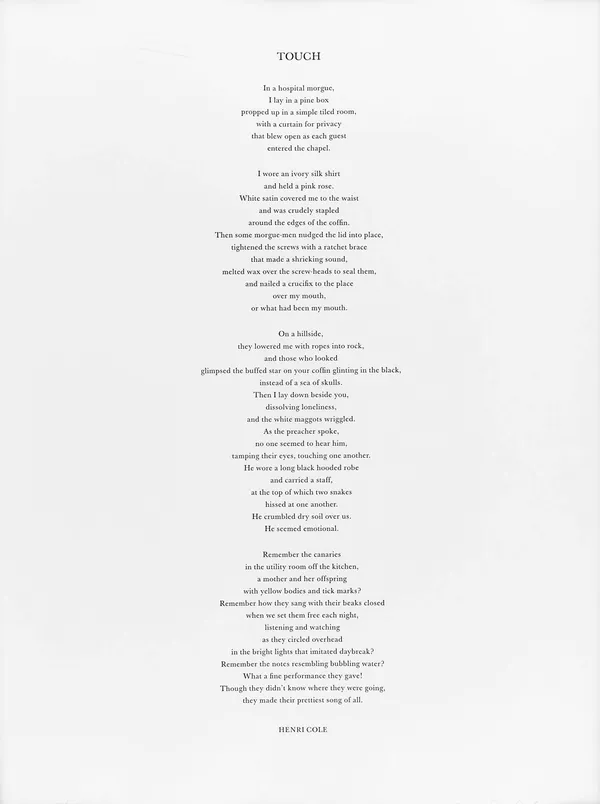 TOUCH
In a hospital morgue,
I lay in a pine box
propped up in a simple tiled room,
with a curtain for privacy
that blew open as each guest
entered the chapel.
I wore an ivory silk shirt
and held a pink rose.
White satin covered me to the waist
and was crudely stapled
around the edges of the coffin.
Then some morgue-men nudged the lid into place,
tightened the screws with a ratchet brace
that made a shrieking sound,
melted wax over the screw-heads to seal them,
and nailed a crucifix to the place
over my mouth,
or what had been my mouth.
On a hillside,
they lowered me with ropes into rock,
and those who looked
glimpsed the buffed star on your coffin glinting in the black,
instead of a sea of skulls.
Then I lay down beside you,
dissolving loneliness,
and the white maggots wriggled.
As the preacher spoke,
no one seemed to hear him,
tamping their eyes, touching one another.
He wore a long black hooded robe
and carried a staff,
at the top of which two snakes
hissed at one another.
He crumbled dry soil over us.
He seemed emotional.
Remember the canaries
in the utility room off the kitchen,
a mother and her offspring
with yellow bodies and tick marks?
Remember how they sang with their beaks closed
when we set them free each night,
listening and watching
as they circled overhead
in the bright lights that imitated daybreak?
Remember the notes resembling bubbling water?
What a fine performance they gave!
Though they didn't know where they were going,
they made their prettiest song of all.
HENRI COLE